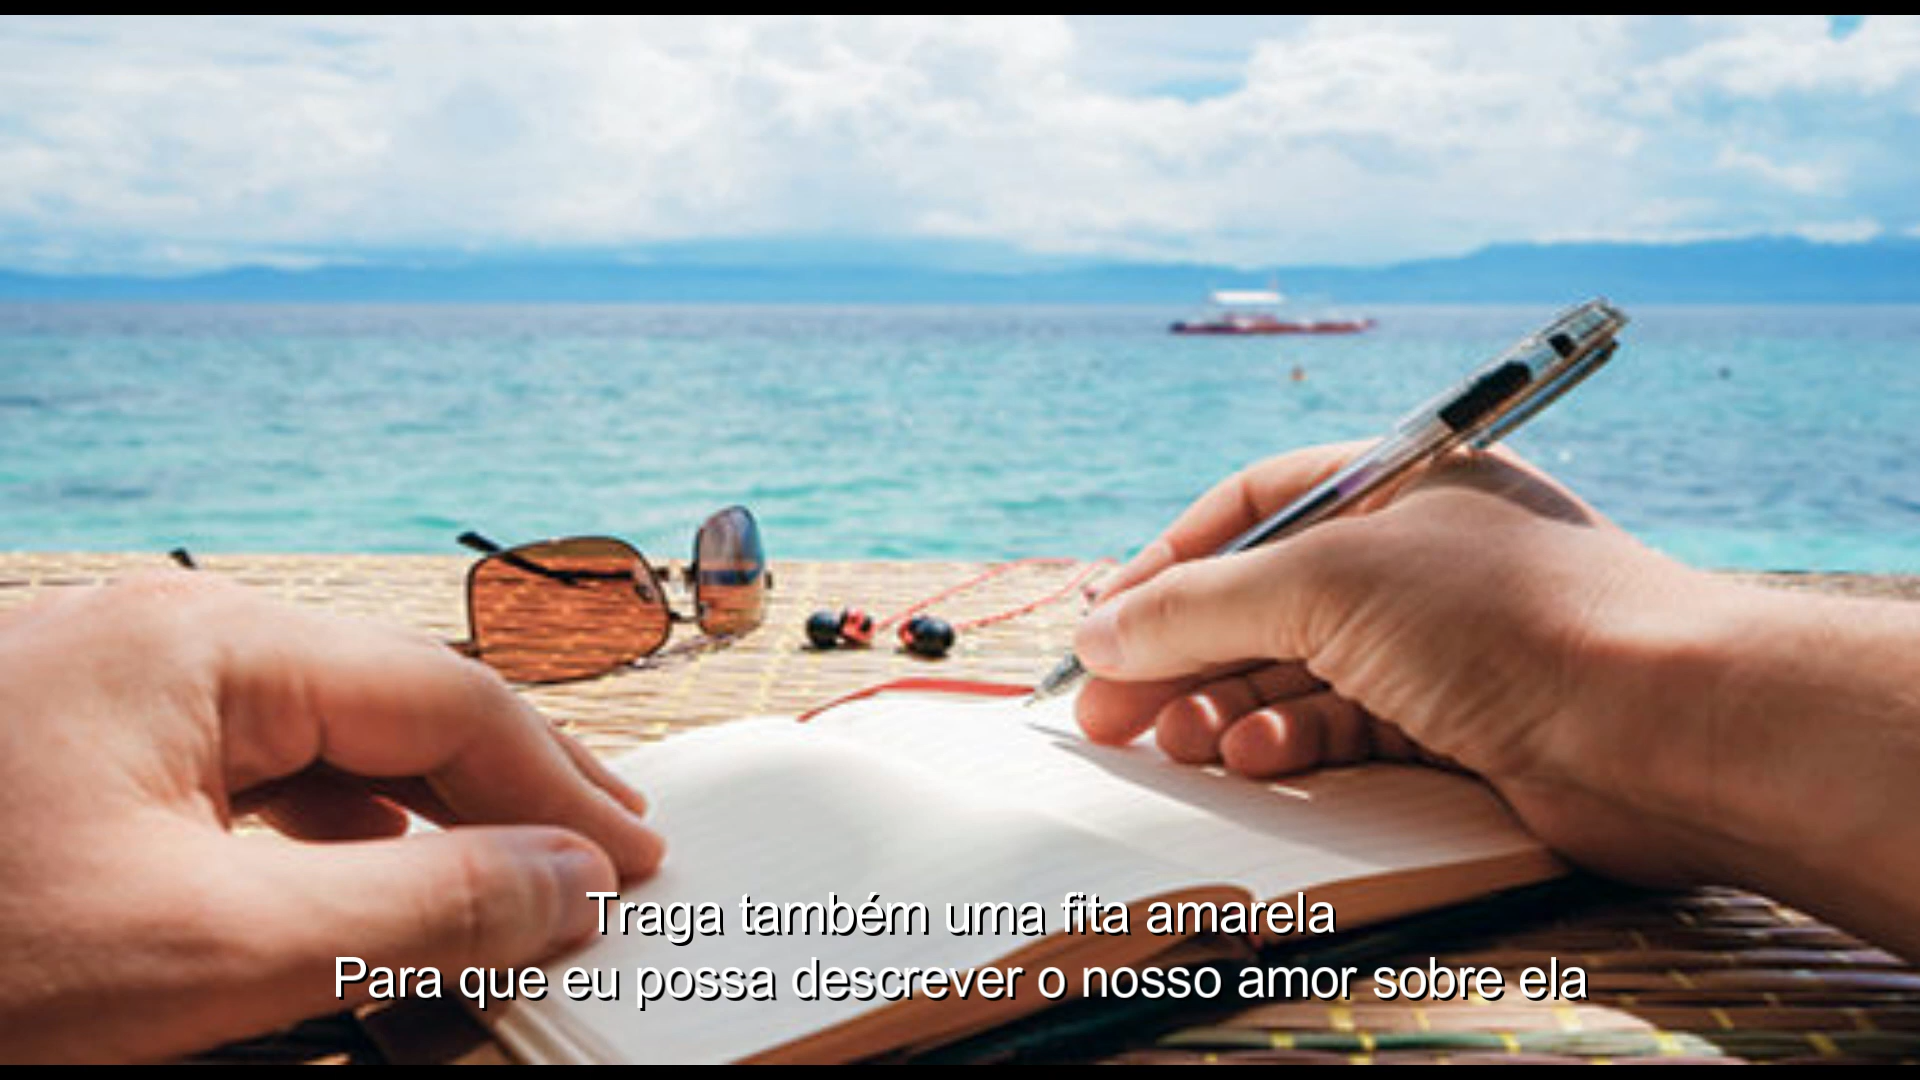 Traga também uma fita amarela
Para que eu possa descrever o nosso amor sobre ela